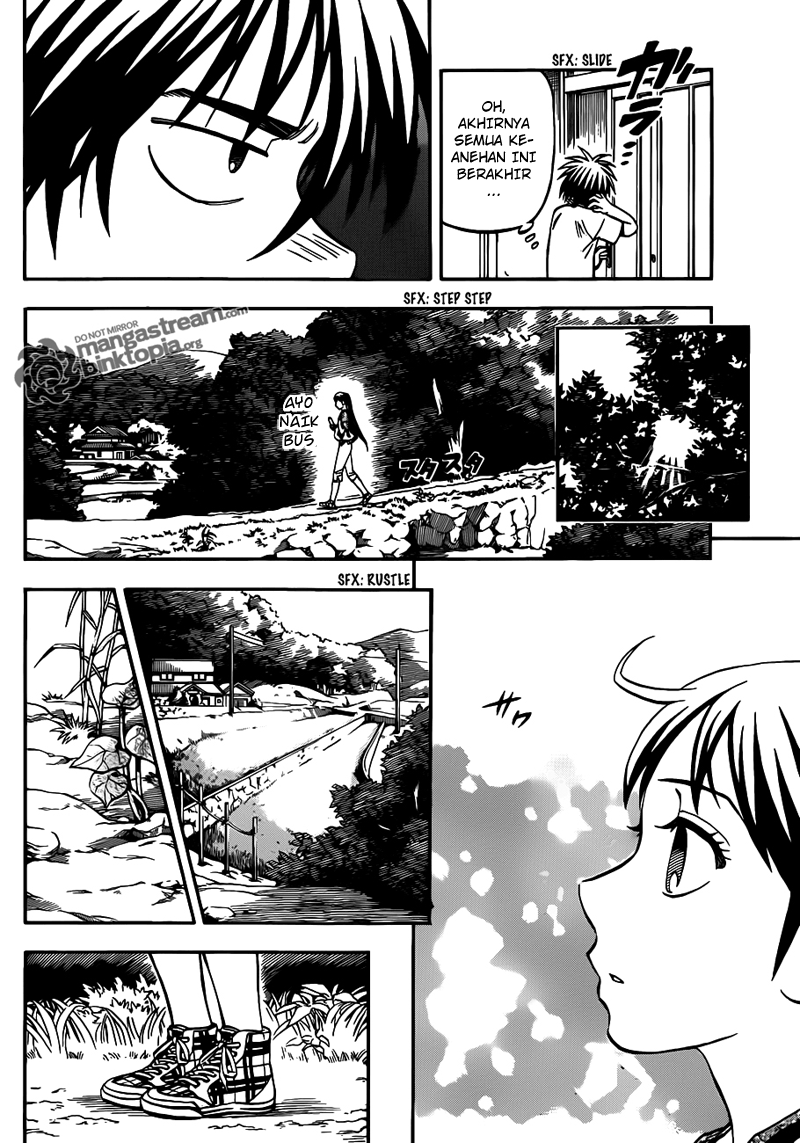 SFX: SLIDE
ガラ
OH,
AKHIRNYA
SEMUA KE-
ANEHAN INI
BERAKHIR
...
SFX: STEP STEP
DO NOT MIRROR
mangastream.com
binktopia.org
AYO
NAIK
BUS
スタスタ
SFX: RUSTLE
ザワ